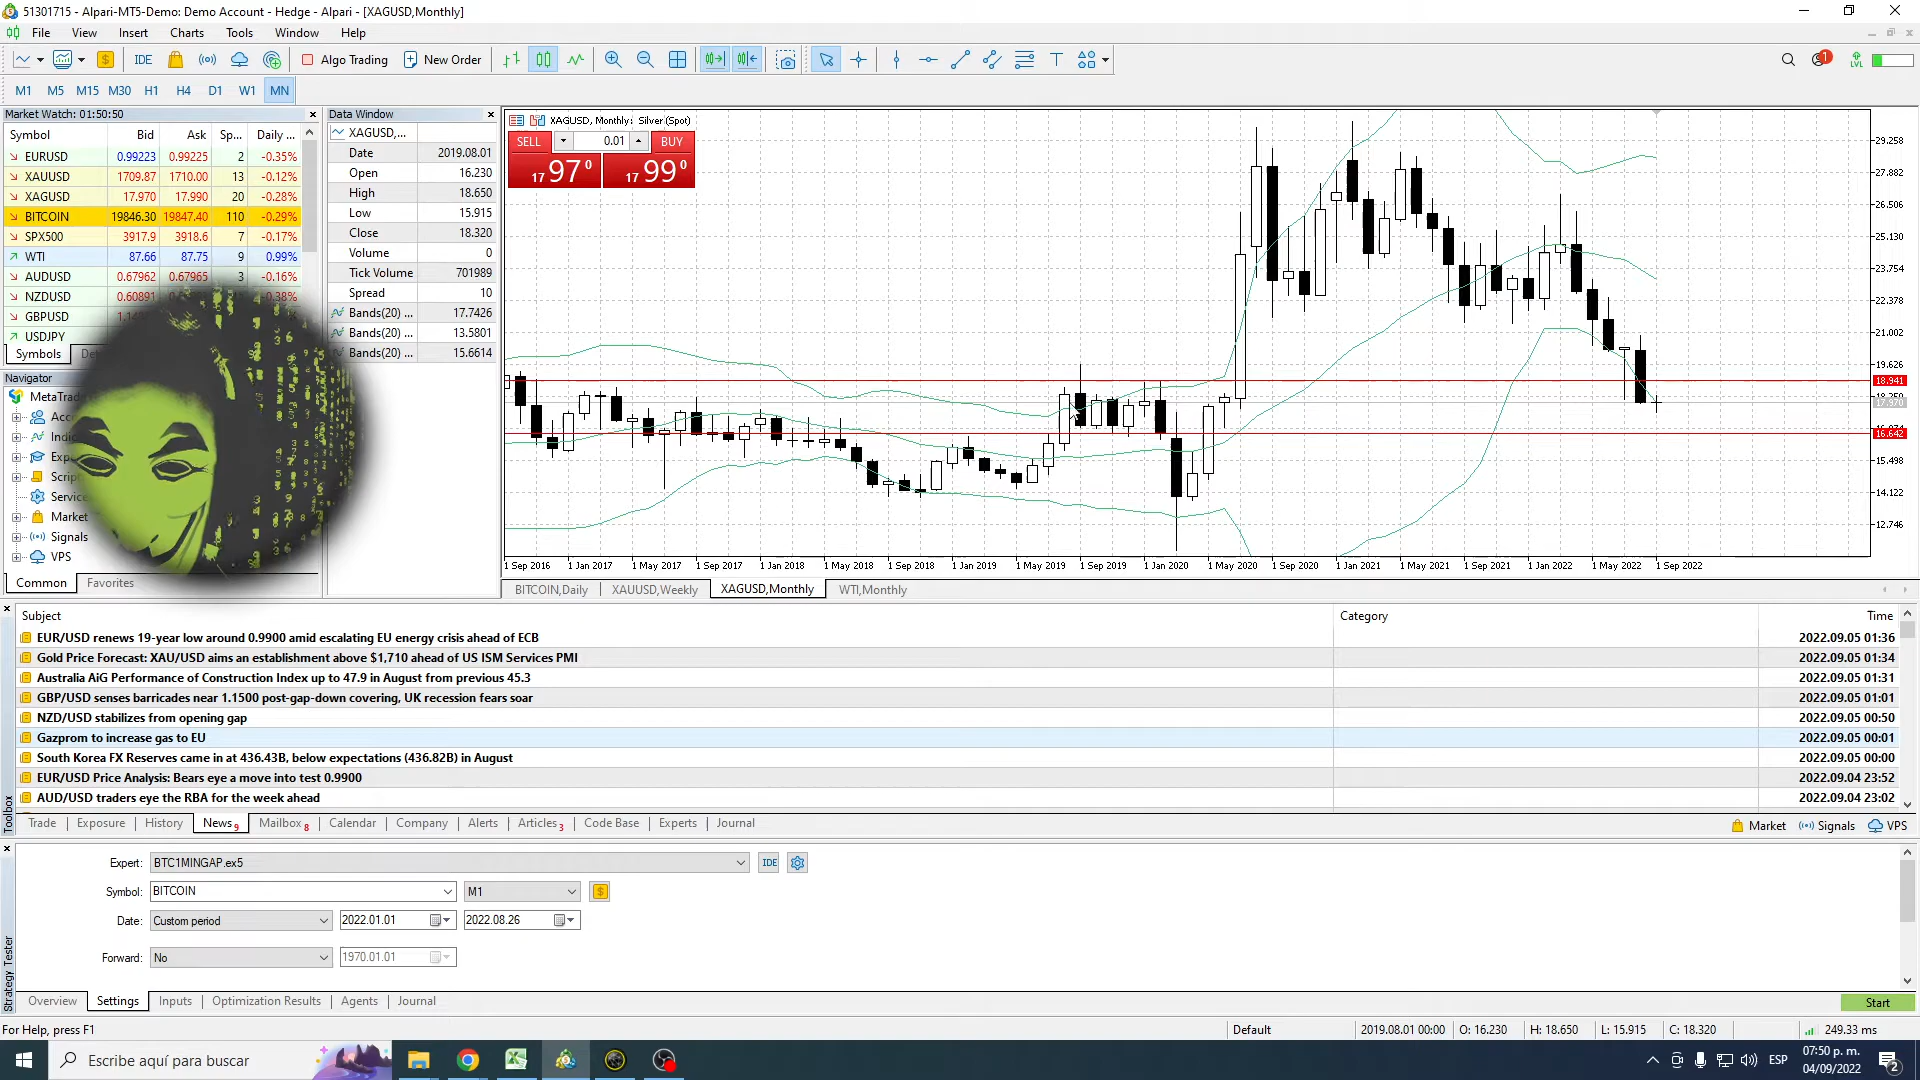 51301715 - Alpari-MT5-Demo: Demo Account - Hedge - Alpari - [XAGUSD,Monthly]
File View Insert Charts Tools Window Help
IDE Algo Trading New Order
1 LVL
M1 M5 M15 M30 H1 H4 D1 W1 MN
Market Watch: 01:50:50
Symbol Bid Ask Sp... Daily ...
EURUSD 0.99223 0.99225 2 -0.35%
XAUUSD 1709.87 1710.00 13 -0.12%
XAGUSD 17.970 17.990 20 -0.28%
BITCOIN 19846.30 19847.40 110 -0.29%
SPX500 3917.9 3918.6 7 -0.17%
WTI 87.66 87.75 9 0.99%
AUDUSD 0.67962 0.67965 3 -0.16%
NZDUSD 0.60891
GBPUSD
USDJPY
Symbols
Navigator
Signals
VPS
Market
Common Favorites
Data Window
XAGUSD,...
Date 2019.08.01
Open 16.230
High 18.650
Low 15.915
Close 18.320
Volume 0
Tick Volume 701989
Spread 10
Bands(20) ... 17.7426
Bands(20) ... 13.5801
Bands(20) ... 15.6614
XAGUSD, Monthly: Silver (Spot)
SELL 0.01 BUY
17 97 0 17 99 0
29.258
27.882
26.506
25.130
23.754
22.378
21.002
19.626
18.941
16.642
15.498
14.122
12.746
1 Sep 2016 1 Jan 2017 1 May 2017 1 Sep 2017 1 Jan 2018 1 May 2018 1 Sep 2018 1 Jan 2019 1 May 2019 1 Sep 2019 1 Jan 2020 1 May 2020 1 Sep 2020 1 Jan 2021 1 May 2021 1 Sep 2021 1 Jan 2022 1 May 2022 1 Sep 2022
BITCOIN,Daily XAUUSD,Weekly XAGUSD,Monthly WTI,Monthly
Subject Category Time
EUR/USD renews 19-year low around 0.9900 amid escalating EU energy crisis ahead of ECB 2022.09.05 01:36
Gold Price Forecast: XAU/USD aims an establishment above $1,710 ahead of US ISM Services PMI 2022.09.05 01:34
Australia AiG Performance of Construction Index up to 47.9 in August from previous 45.3 2022.09.05 01:31
GBP/USD senses barricades near 1.1500 post-gap-down covering, UK recession fears soar 2022.09.05 01:01
NZD/USD stabilizes from opening gap 2022.09.05 00:50
Gazprom to increase gas to EU 2022.09.05 00:01
South Korea FX Reserves came in at 436.43B, below expectations (436.82B) in August 2022.09.05 00:00
EUR/USD Price Analysis: Bears eye a move into test 0.9900 2022.09.04 23:52
AUD/USD traders eye the RBA for the week ahead 2022.09.04 23:02
Toolbox
Trade Exposure History News 9 Mailbox 8 Calendar Company Alerts Articles 3 Code Base Experts Journal Market Signals VPS
Expert: BTC1MINGAP.ex5 IDE
Symbol: BITCOIN M1
Date: Custom period 2022.01.01 2022.08.26
Forward: No 1970.01.01
Strategy Tester
Overview Settings Inputs Optimization Results Agents Journal Start
For Help, press F1 Default 2019.08.01 00:00 O: 16.230 H: 18.650 L: 15.915 C: 18.320 249.33 ms
Escribe aquí para buscar ESP 07:50 p. m.
04/09/2022 2